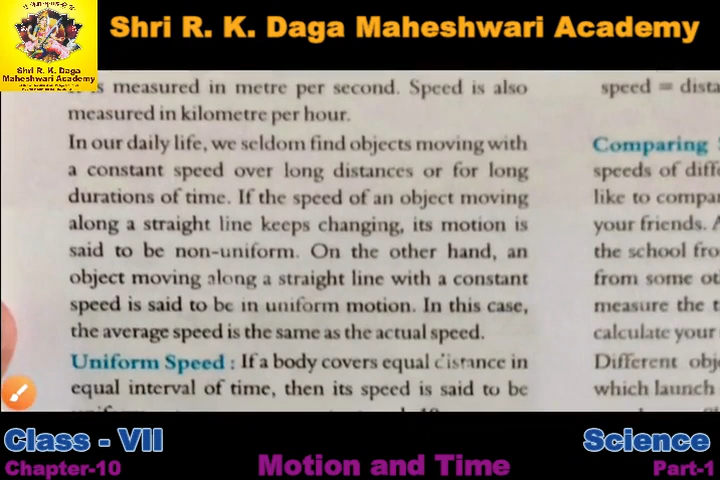 Shri R. K. Daga Maheshwari Academy
Shri R. K. Daga
Maheshwari Academy
is measured in metre per second. Speed is also
measured in kilometre per hour.
In our daily life, we seldom find objects moving with
a constant speed over long distances or for long
durations of time. If the speed of an object moving
along a straight line keeps changing, its motion is
said to be non-uniform. On the other hand, an
object moving along a straight line with a constant
speed is said to be in uniform motion. In this case,
the average speed is the same as the actual speed.
Uniform Speed : If a body covers equal distance in
equal interval of time, then its speed is said to be
speed = dista
Comparing S
speeds of diffe
like to compar
your friends. A
the school fro
from some ot
measure the t
calculate your
Different obje
which launch
Class - VII
Science
Chapter-10
Motion and Time
Part-1